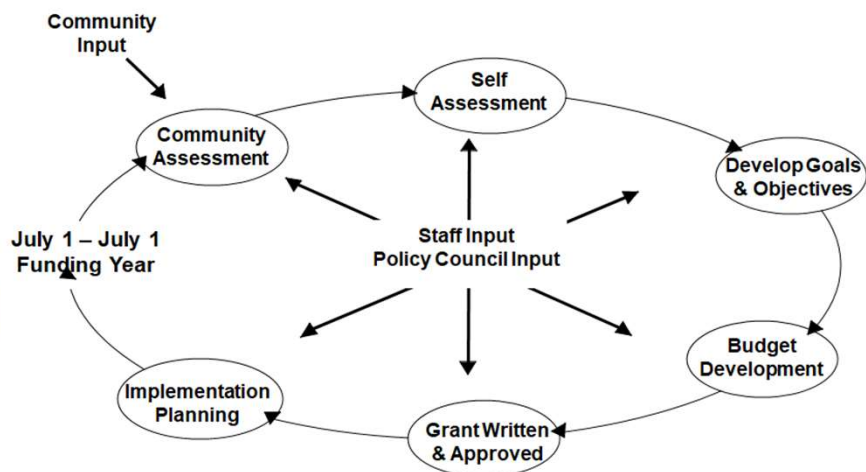 Community
Input
Self
Assessment
Community
Assessment
Develop Goals
& Objectives
July 1 – July 1
Funding Year
Staff Input
Policy Council Input
Budget
Development
Implementation
Planning
Grant Written
& Approved